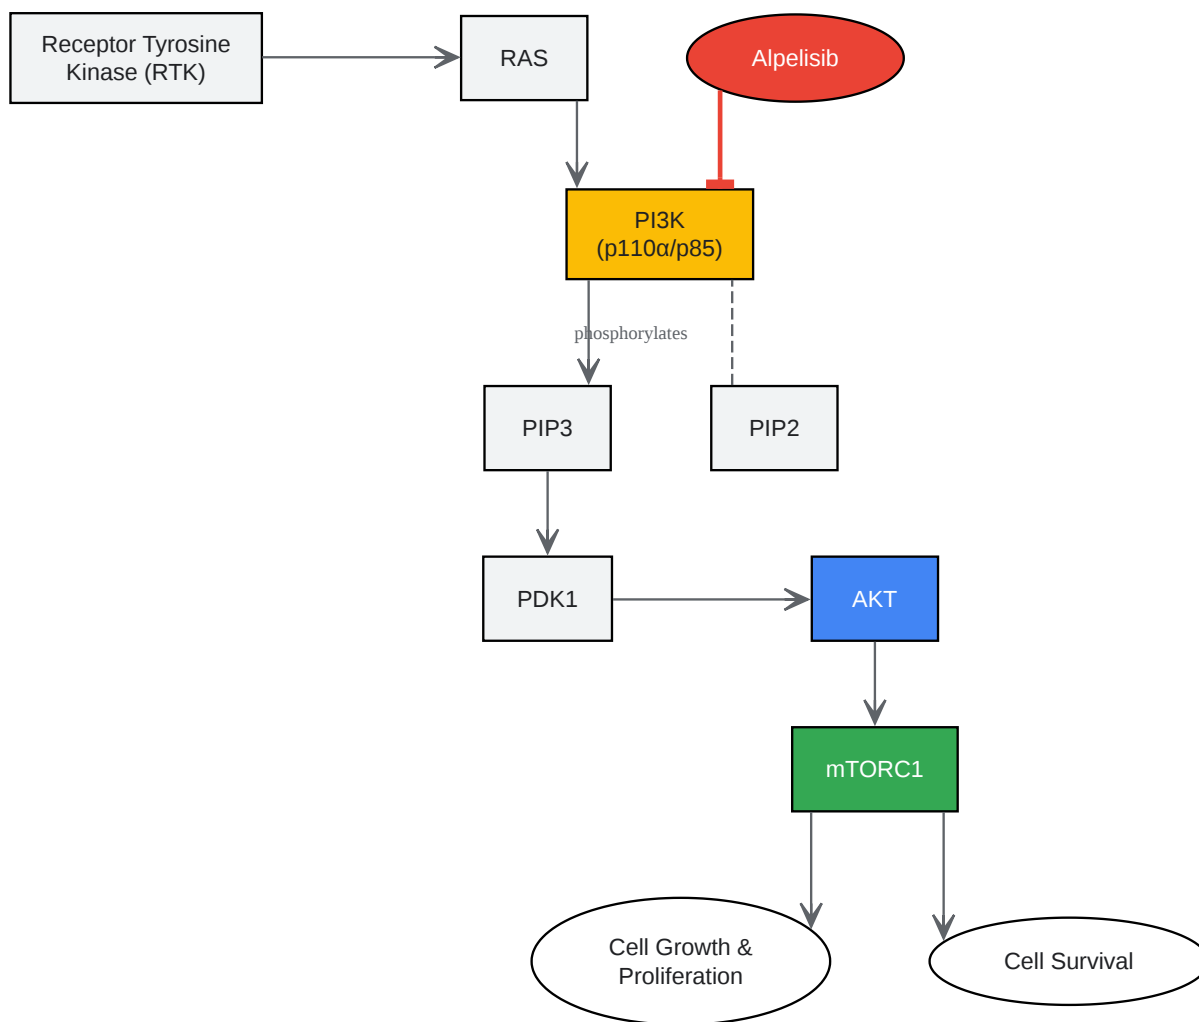 Receptor Tyrosine
Kinase (RTK)
RAS
Alpelisib
PI3K
(p110α/p85)
phosphorylates
PIP3
PIP2
PDK1
AKT
mTORC1
Cell Growth &
Proliferation
Cell Survival